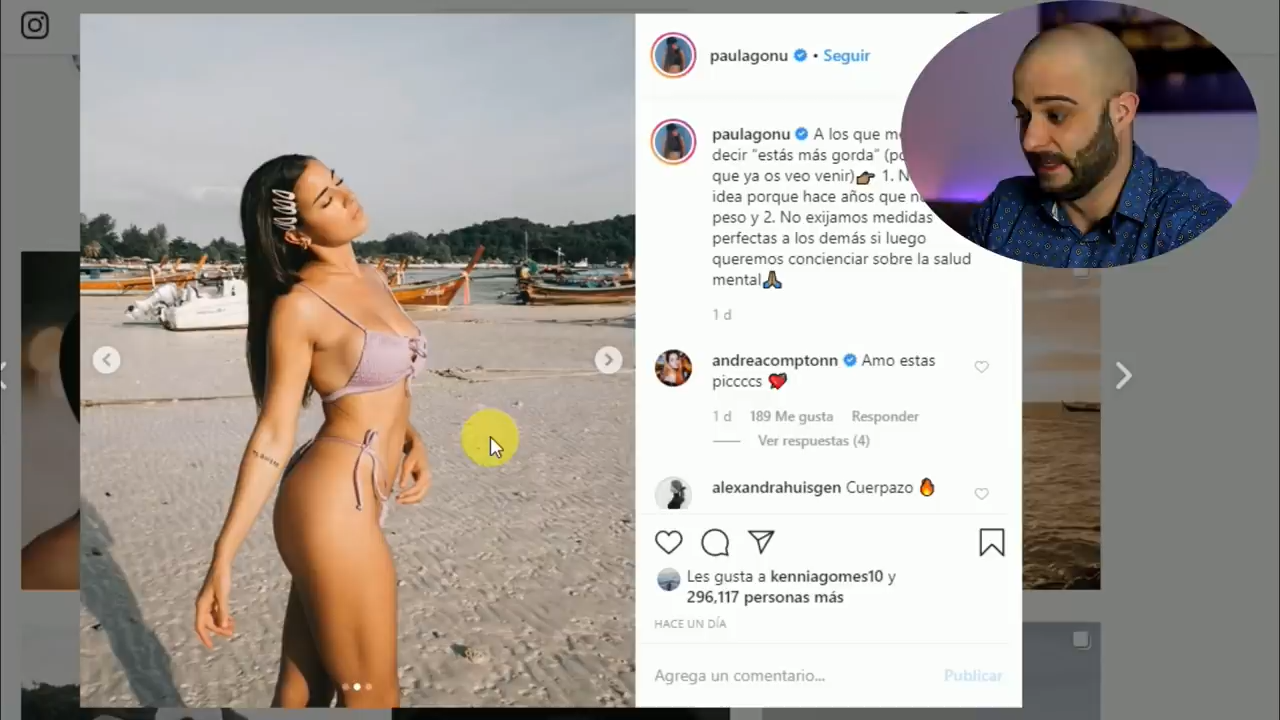 paulagonu • Seguir
paulagonu A los que m
decir "estás más gorda" (po
que ya os veo venir) 1. N
idea porque hace años que n
peso y 2. No exijamos medidas
perfectas a los demás si luego
queremos concienciar sobre la salud
mental
1 d
andreacomptonn Amo estas
piccccs
1 d 189 Me gusta Responder
Ver respuestas (4)
alexandrahuisgen Cuerpazo
Les gusta a kenniagomes10 y
296,117 personas más
HACE UN DÍA
Agrega un comentario... Publicar